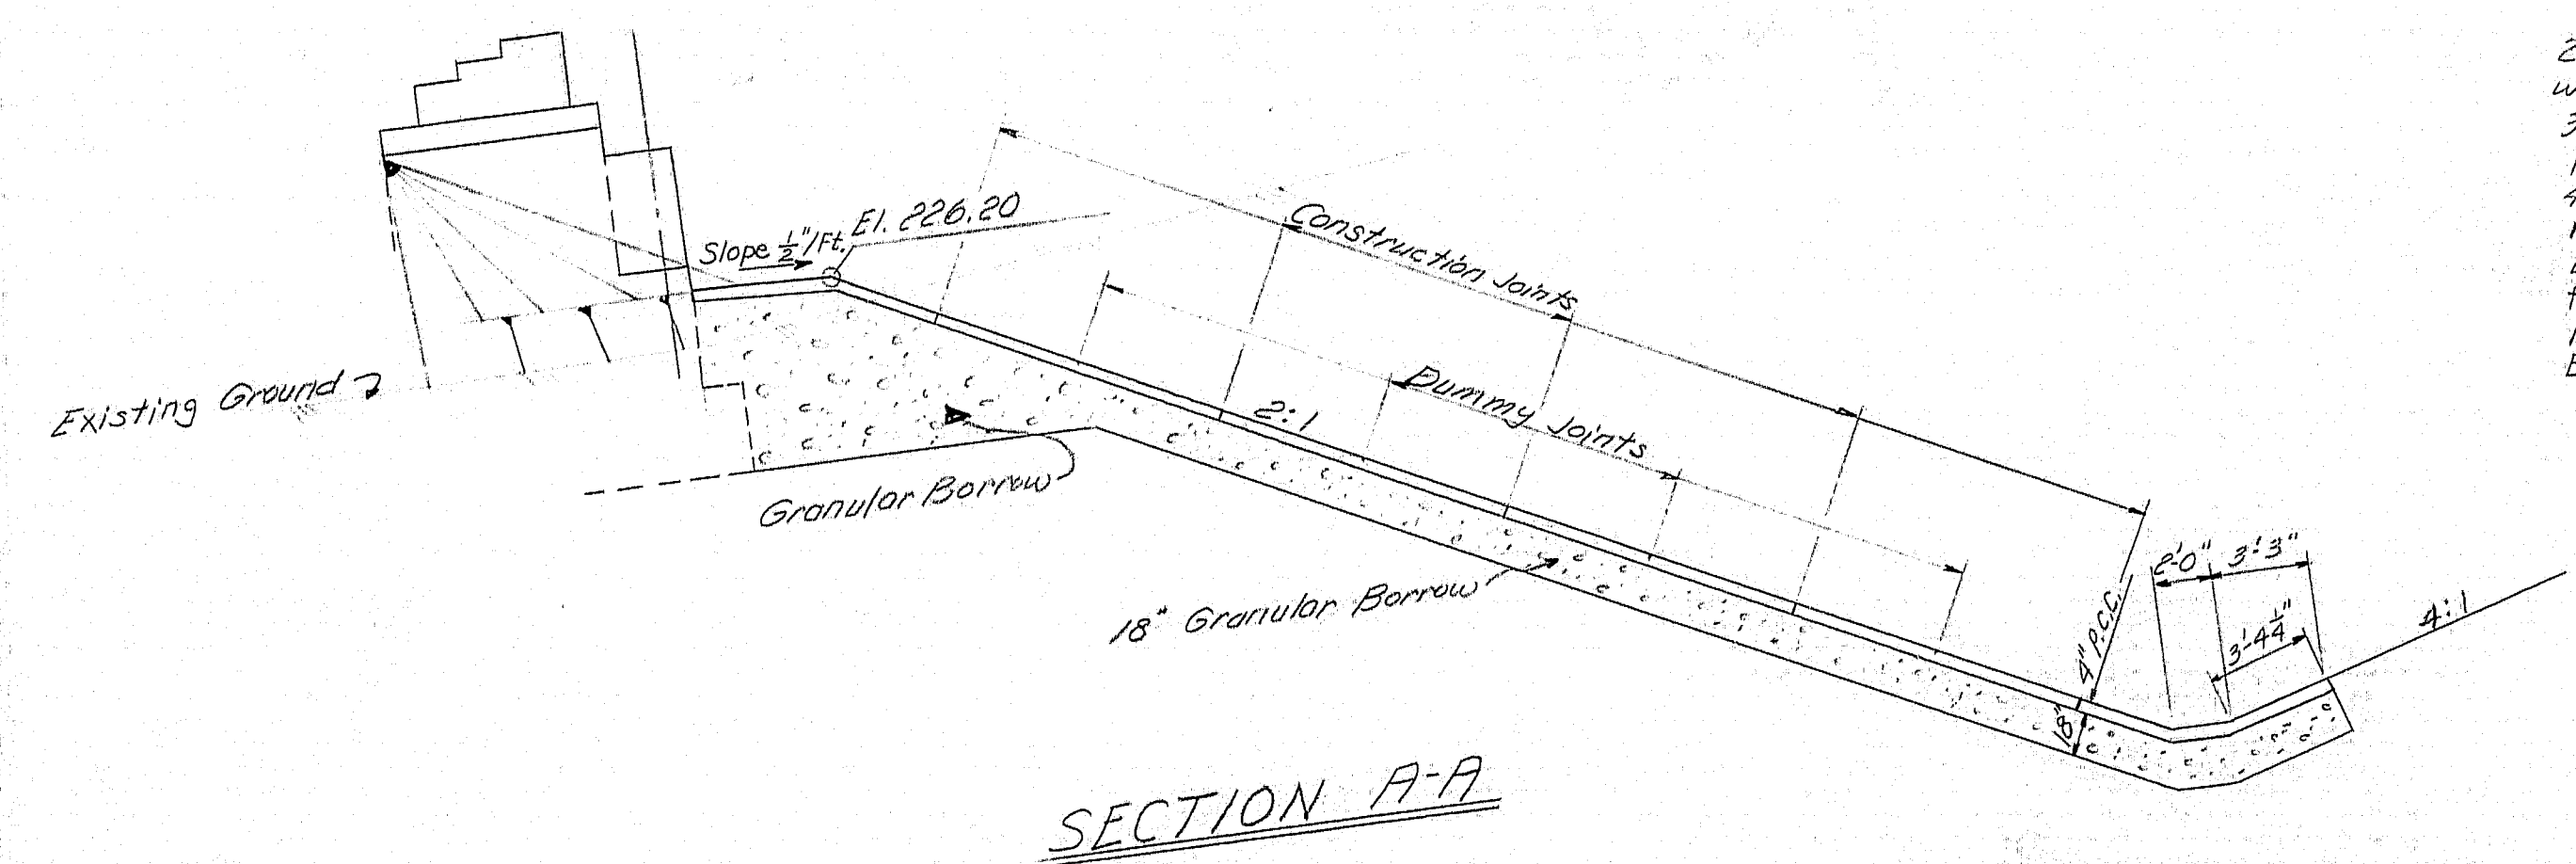 El. 226.20
Slope 1/2"/Ft.
Construction Joints
Existing Ground
2:1
Dummy Joints
Granular Borrow
18" Granular Borrow
2'-0"
3'-3"
4" P.C.C.
3'-4 1/4"
4:1
18"
SECTION A-A